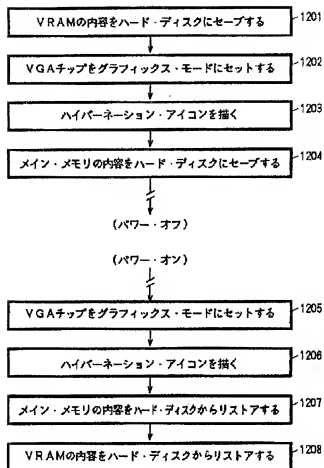 VRAMの内容をハード・ディスクにセーブする
1201
VGAチップをグラフィックス・モードにセットする
1202
ハイバーネーション・アイコンを描く
1203
メイン・メモリの内容をハード・ディスクにセーブする
1204
(パワー・オフ)
(パワー・オン)
VGAチップをグラフィックス・モードにセットする
1205
ハイバーネーション・アイコンを描く
1206
メイン・メモリの内容をハード・ディスクからリストアする
1207
VRAMの内容をハード・ディスクからリストアする
1208